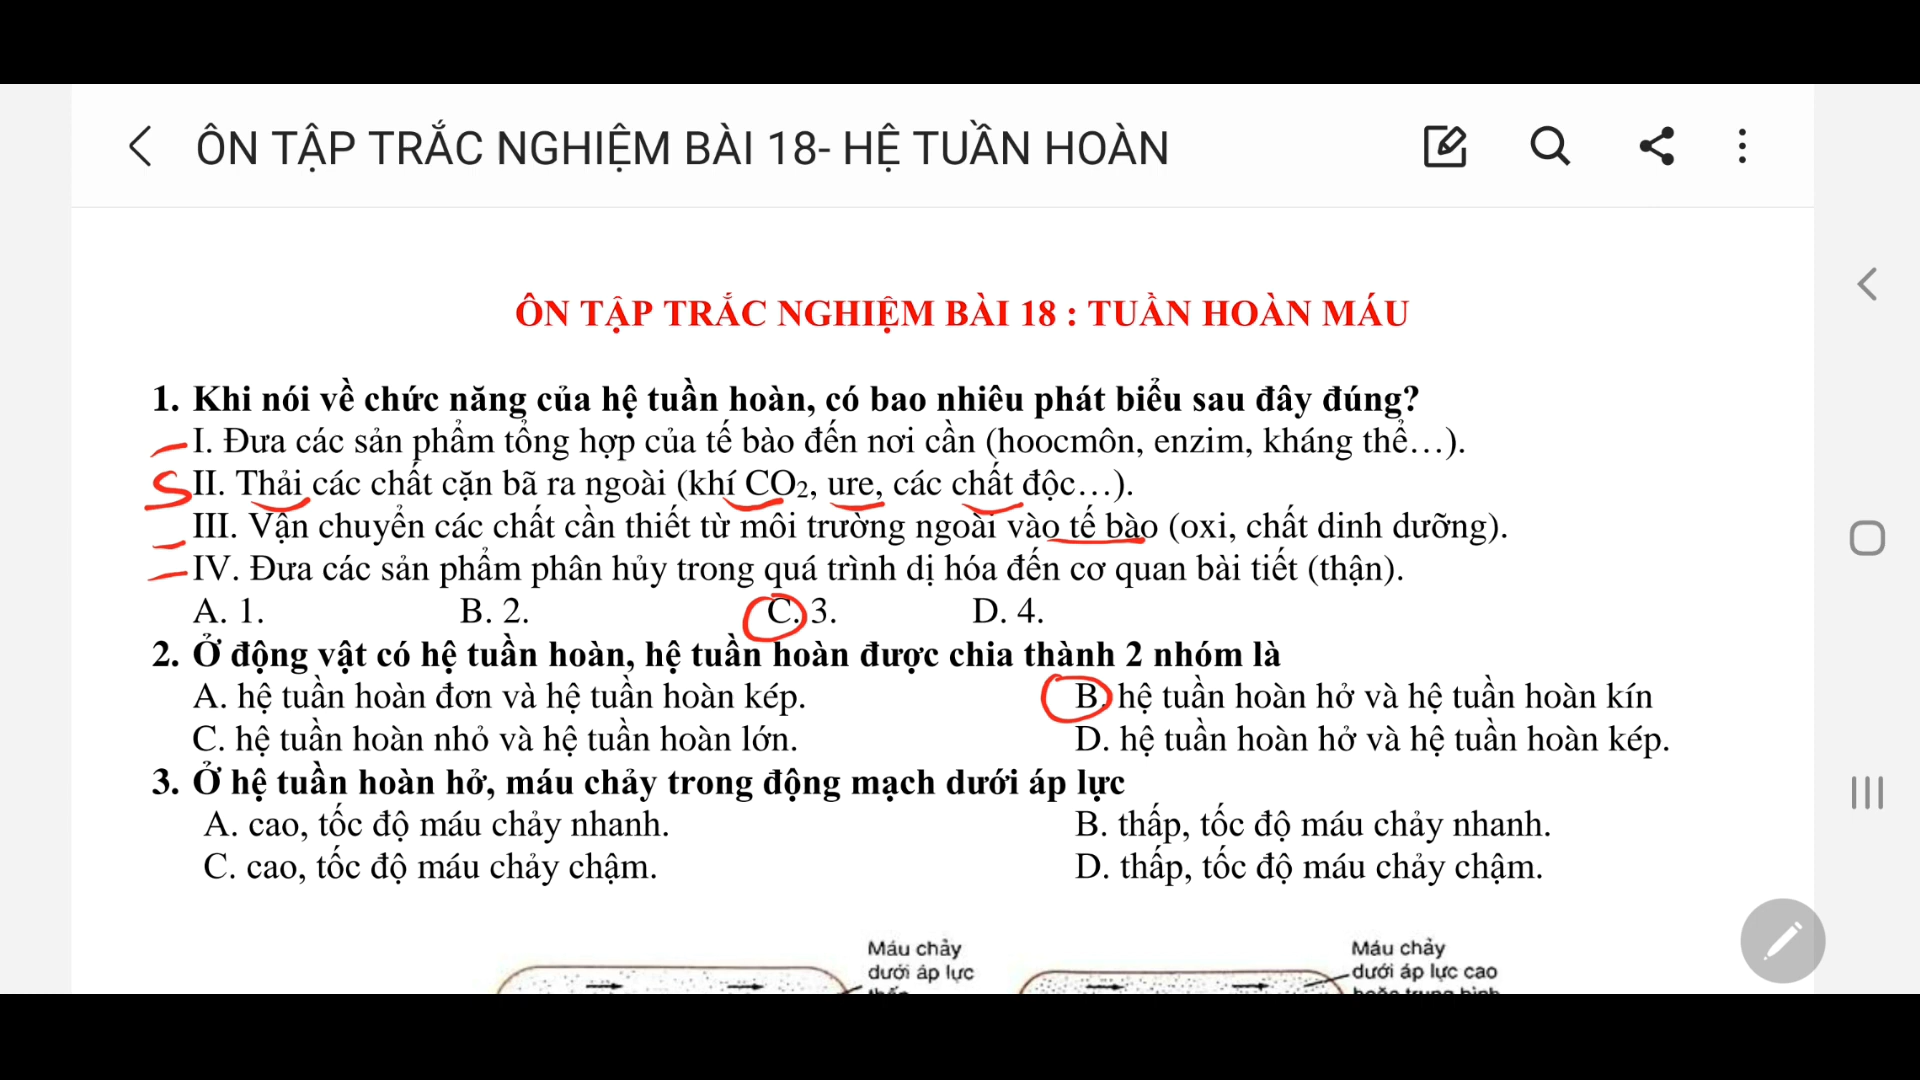 ÔN TẬP TRẮC NGHIỆM BÀI 18- HỆ TUẦN HOÀN
ÔN TẬP TRẮC NGHIỆM BÀI 18 : TUẦN HOÀN MÁU
1. Khi nói về chức năng của hệ tuần hoàn, có bao nhiêu phát biểu sau đây đúng?
I. Đưa các sản phẩm tổng hợp của tế bào đến nơi cần (hoocmôn, enzim, kháng thể…).
S II. Thải các chất cặn bã ra ngoài (khí CO₂, ure, các chất độc…).
III. Vận chuyển các chất cần thiết từ môi trường ngoài vào tế bào (oxi, chất dinh dưỡng).
IV. Đưa các sản phẩm phân hủy trong quá trình dị hóa đến cơ quan bài tiết (thận).
A. 1. B. 2. C. 3. D. 4.
2. Ở động vật có hệ tuần hoàn, hệ tuần hoàn được chia thành 2 nhóm là
A. hệ tuần hoàn đơn và hệ tuần hoàn kép. B. hệ tuần hoàn hở và hệ tuần hoàn kín
C. hệ tuần hoàn nhỏ và hệ tuần hoàn lớn. D. hệ tuần hoàn hở và hệ tuần hoàn kép.
3. Ở hệ tuần hoàn hở, máu chảy trong động mạch dưới áp lực
A. cao, tốc độ máu chảy nhanh. B. thấp, tốc độ máu chảy nhanh.
C. cao, tốc độ máu chảy chậm. D. thấp, tốc độ máu chảy chậm.
Máu chảy Máu chảy
dưới áp lực dưới áp lực cao